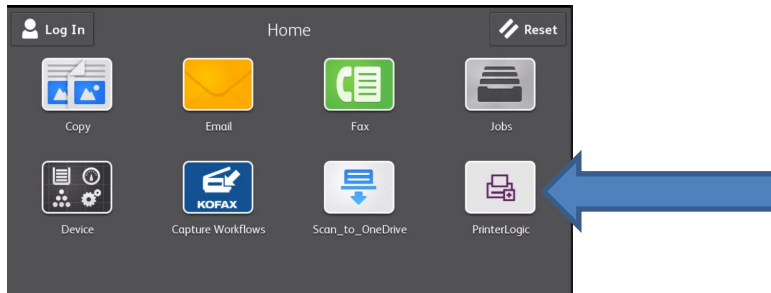 Log In
Home
Reset
Copy
Email
Fax
Jobs
KOFAX
Device
Capture Workflows
Scan_to_OneDrive
PrinterLogic